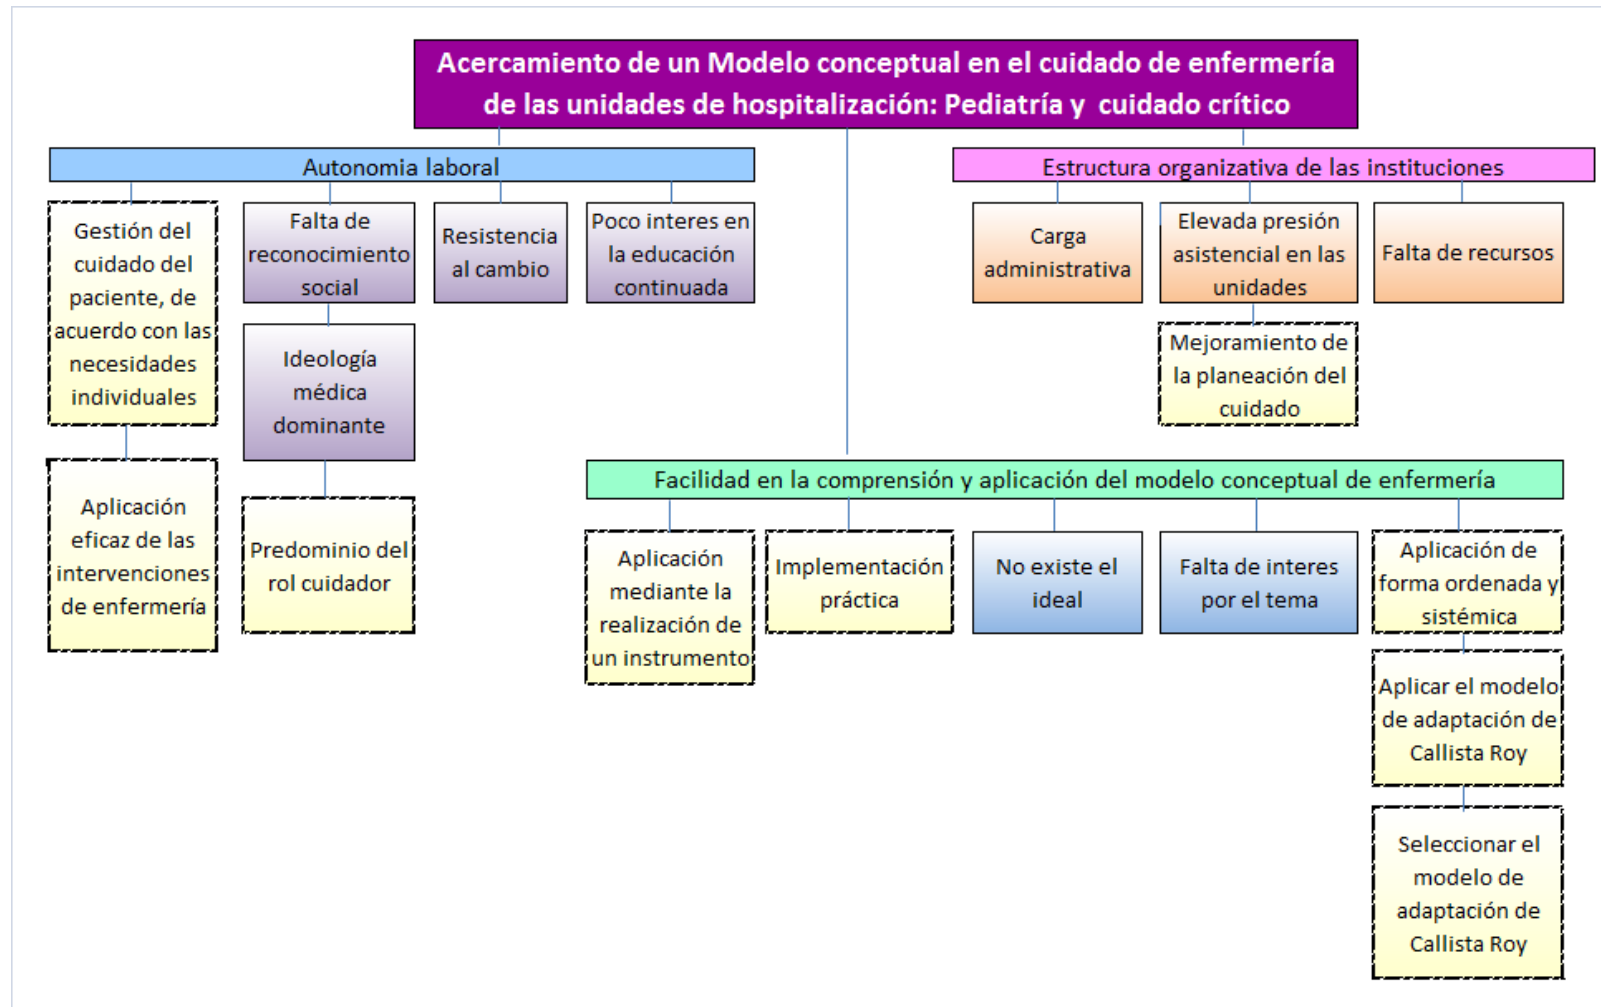 Acercamiento de un Modelo conceptual en el cuidado de enfermería
de las unidades de hospitalización: Pediatría y cuidado crítico
Autonomia laboral
Gestión del
cuidado del
paciente, de
acuerdo con las
necesidades
individuales
Aplicación
eficaz de las
intervenciones
de enfermería
Falta de
reconocimiento
social
Ideología
médica
dominante
Predominio del
rol cuidador
Resistencia
al cambio
Poco interes en
la educación
continuada
Estructura organizativa de las instituciones
Carga
administrativa
Elevada presión
asistencial en las
unidades
Mejoramiento de
la planeación del
cuidado
Falta de recursos
Facilidad en la comprensión y aplicación del modelo conceptual de enfermería
Aplicación
mediante la
realización de
un instrumento
Implementación
práctica
No existe el
ideal
Falta de interes
por el tema
Aplicación de
forma ordenada y
sistémica
Aplicar el modelo
de adaptación de
Callista Roy
Seleccionar el
modelo de
adaptación de
Callista Roy